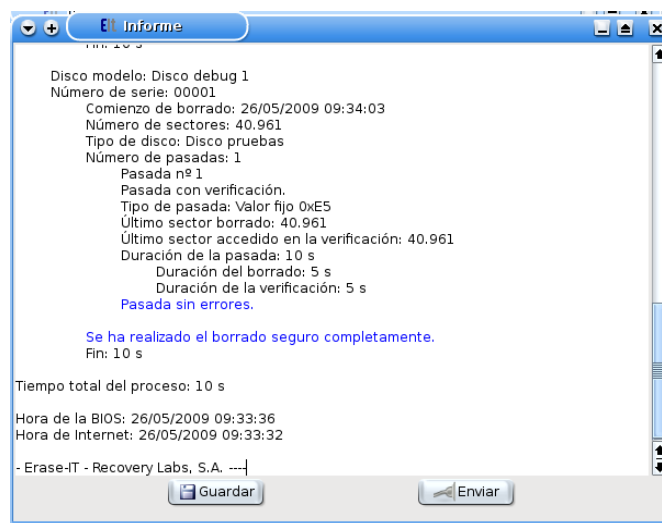 EIt Informe
Fin: 10 s
Disco modelo: Disco debug 1
Número de serie: 00001
Comienzo de borrado: 26/05/2009 09:34:03
Número de sectores: 40.961
Tipo de disco: Disco pruebas
Número de pasadas: 1
Pasada nº 1
Pasada con verificación.
Tipo de pasada: Valor fijo 0xE5
Último sector borrado: 40.961
Último sector accedido en la verificación: 40.961
Duración de la pasada: 10 s
Duración del borrado: 5 s
Duración de la verificación: 5 s
Pasada sin errores.
Se ha realizado el borrado seguro completamente.
Fin: 10 s
Tiempo total del proceso: 10 s
Hora de la BIOS: 26/05/2009 09:33:36
Hora de Internet: 26/05/2009 09:33:32
- Erase-IT - Recovery Labs, S.A. ----
Guardar
Enviar